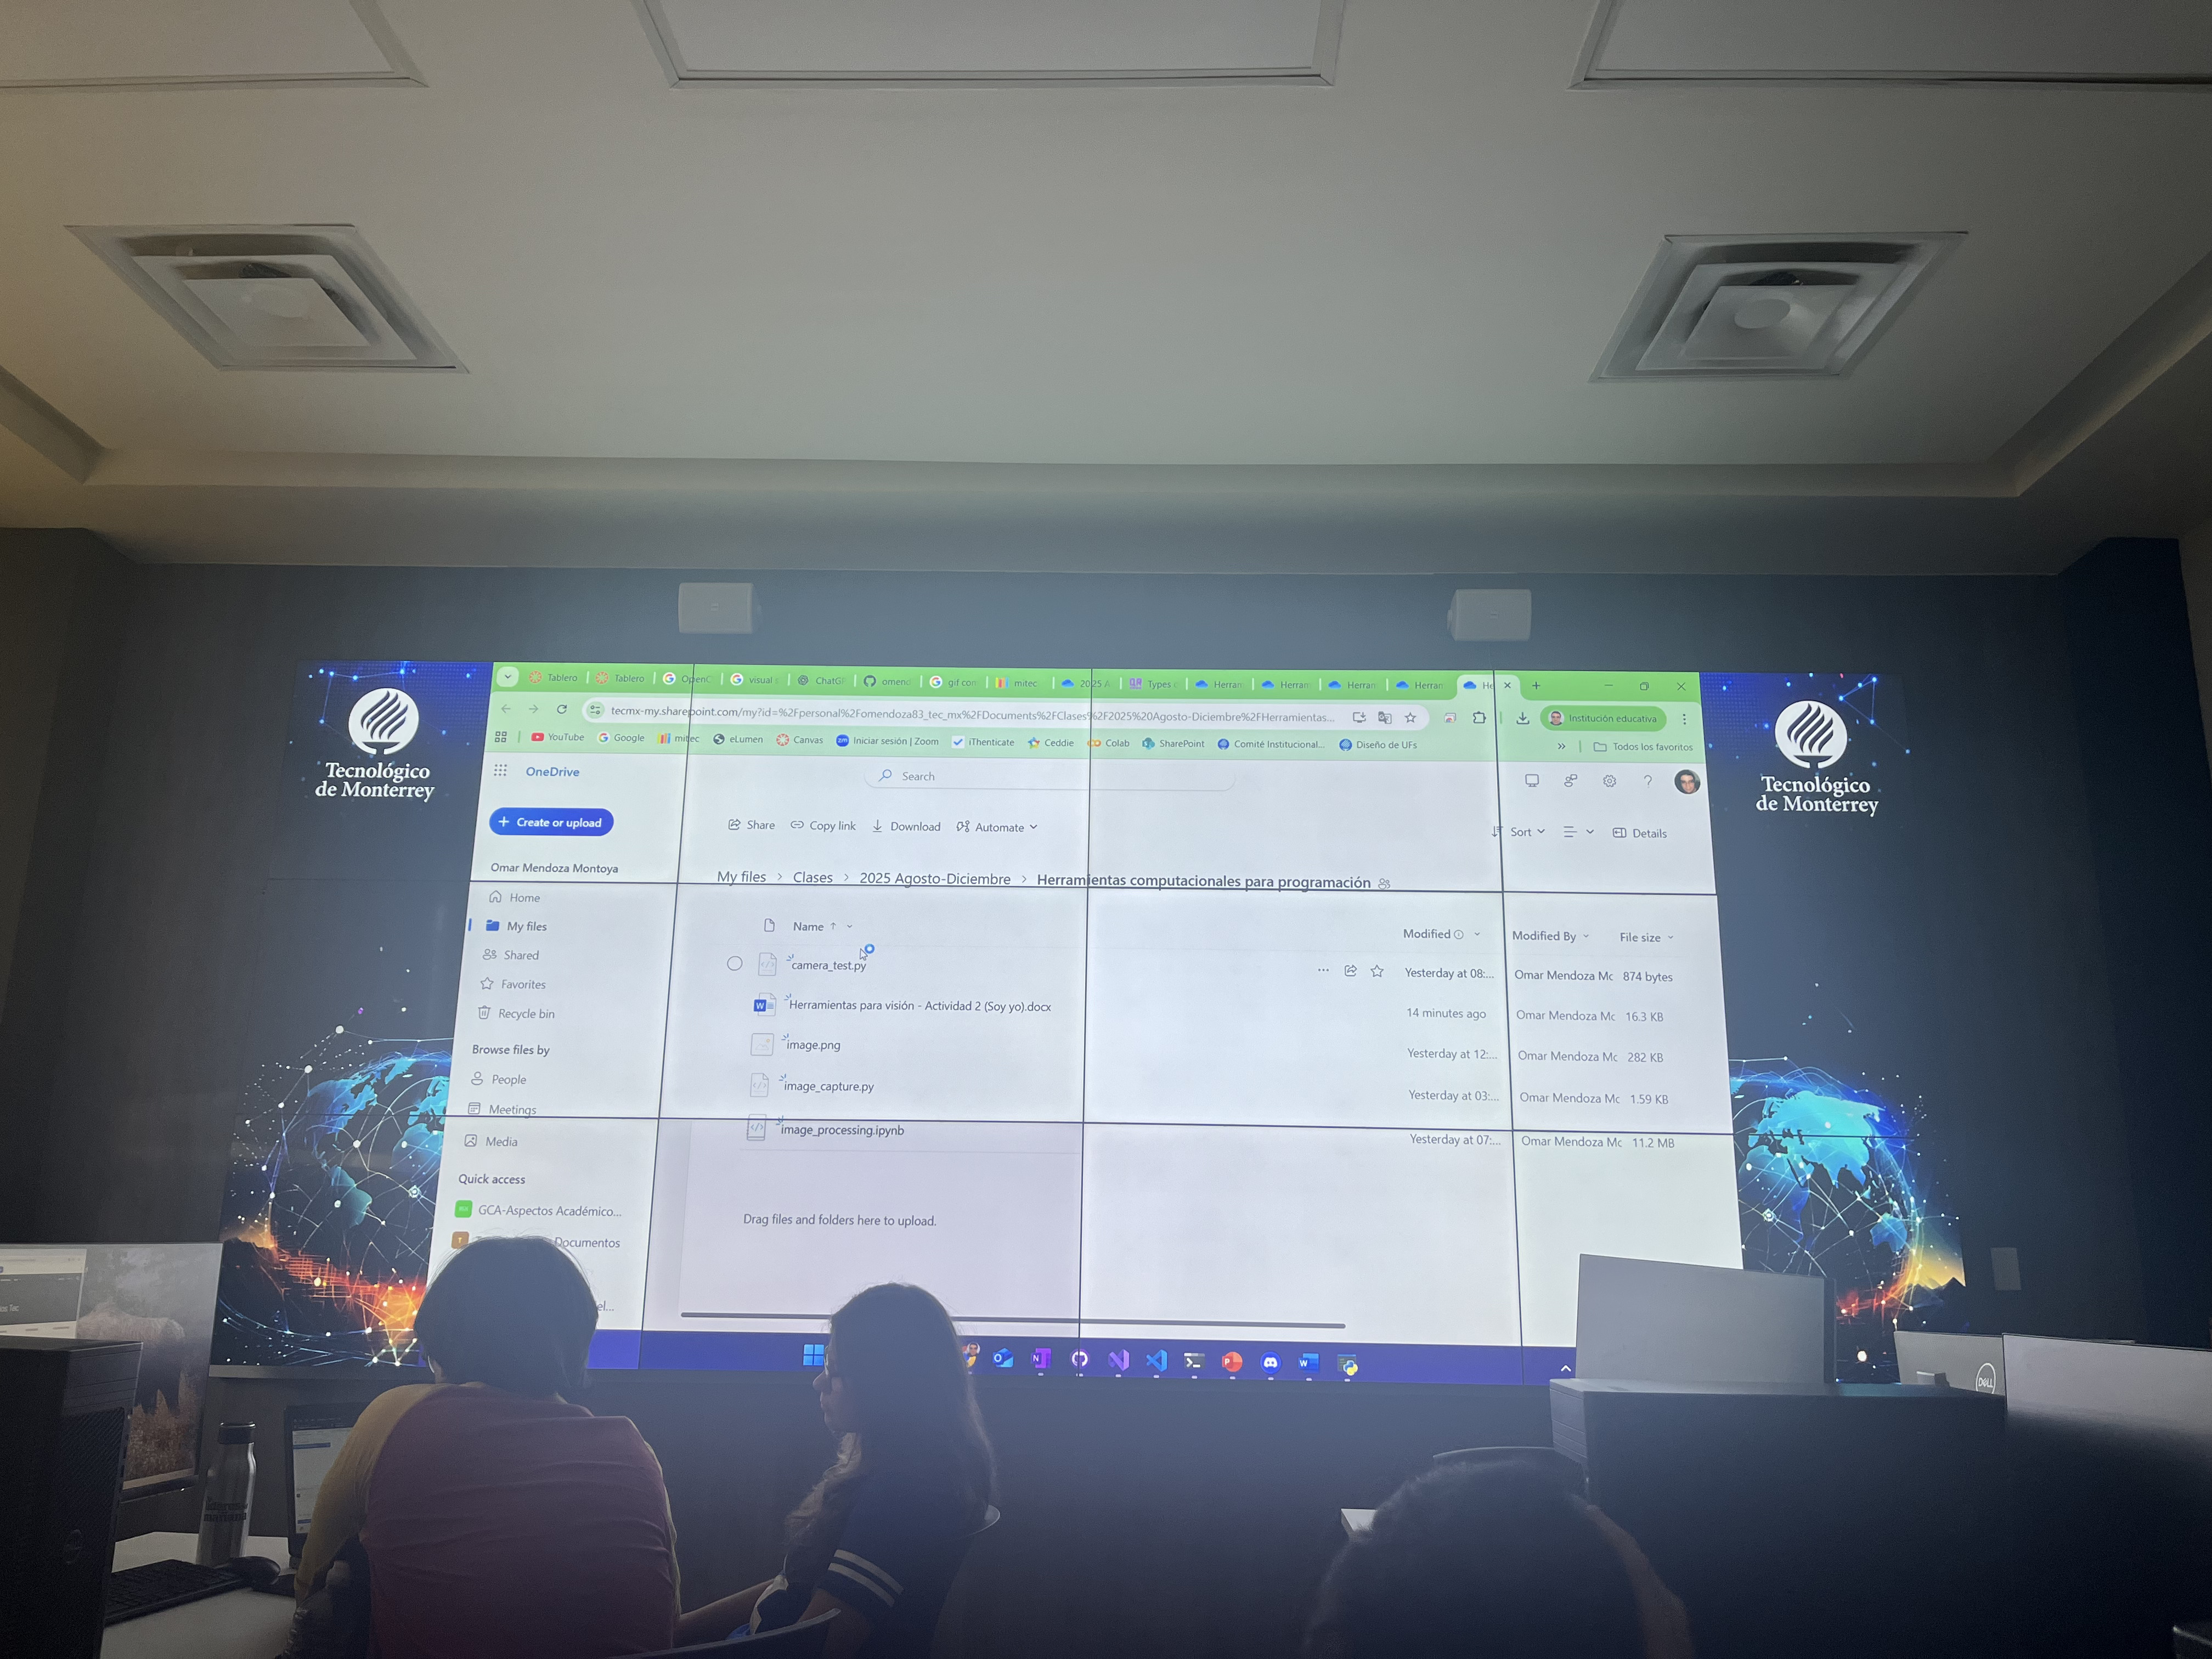 Tablero
Tablero
OpenC
visual s
ChatGP
omend
gif con
mitec
2025 A
Types o
Herran
Herram
Herran
Herran
He
tecmx-my.sharepoint.com/my?id=%2Fpersonal%2Fomendoza83_tec_mx%2FDocuments%2FClases%2F2025%20Agosto-Diciembre%2FHerramientas...
Institución educativa
YouTube
Google
mitec
eLumen
Canvas
Iniciar sesión | Zoom
iThenticate
Ceddie
Colab
SharePoint
Comité Institucional...
Diseño de UFs
Todos los favoritos
Tecnológico
de Monterrey
Tecnológico
de Monterrey
OneDrive
Search
+ Create or upload
Share
Copy link
Download
Automate
Sort
Details
Omar Mendoza Montoya
My files > Clases > 2025 Agosto-Diciembre > Herramientas computacionales para programación
Home
My files
Shared
Favorites
Recycle bin
Browse files by
People
Meetings
Media
Quick access
GCA-Aspectos Académico...
Documentos
el...
Name ↑
Modified
Modified By
File size
camera_test.py
Yesterday at 08:...
Omar Mendoza Mc
874 bytes
Herramientas para visión - Actividad 2 (Soy yo).docx
14 minutes ago
Omar Mendoza Mc
16.3 KB
image.png
Yesterday at 12:...
Omar Mendoza Mc
282 KB
image_capture.py
Yesterday at 03:...
Omar Mendoza Mc
1.59 KB
image_processing.ipynb
Yesterday at 07:...
Omar Mendoza Mc
11.2 MB
Drag files and folders here to upload.
DELL